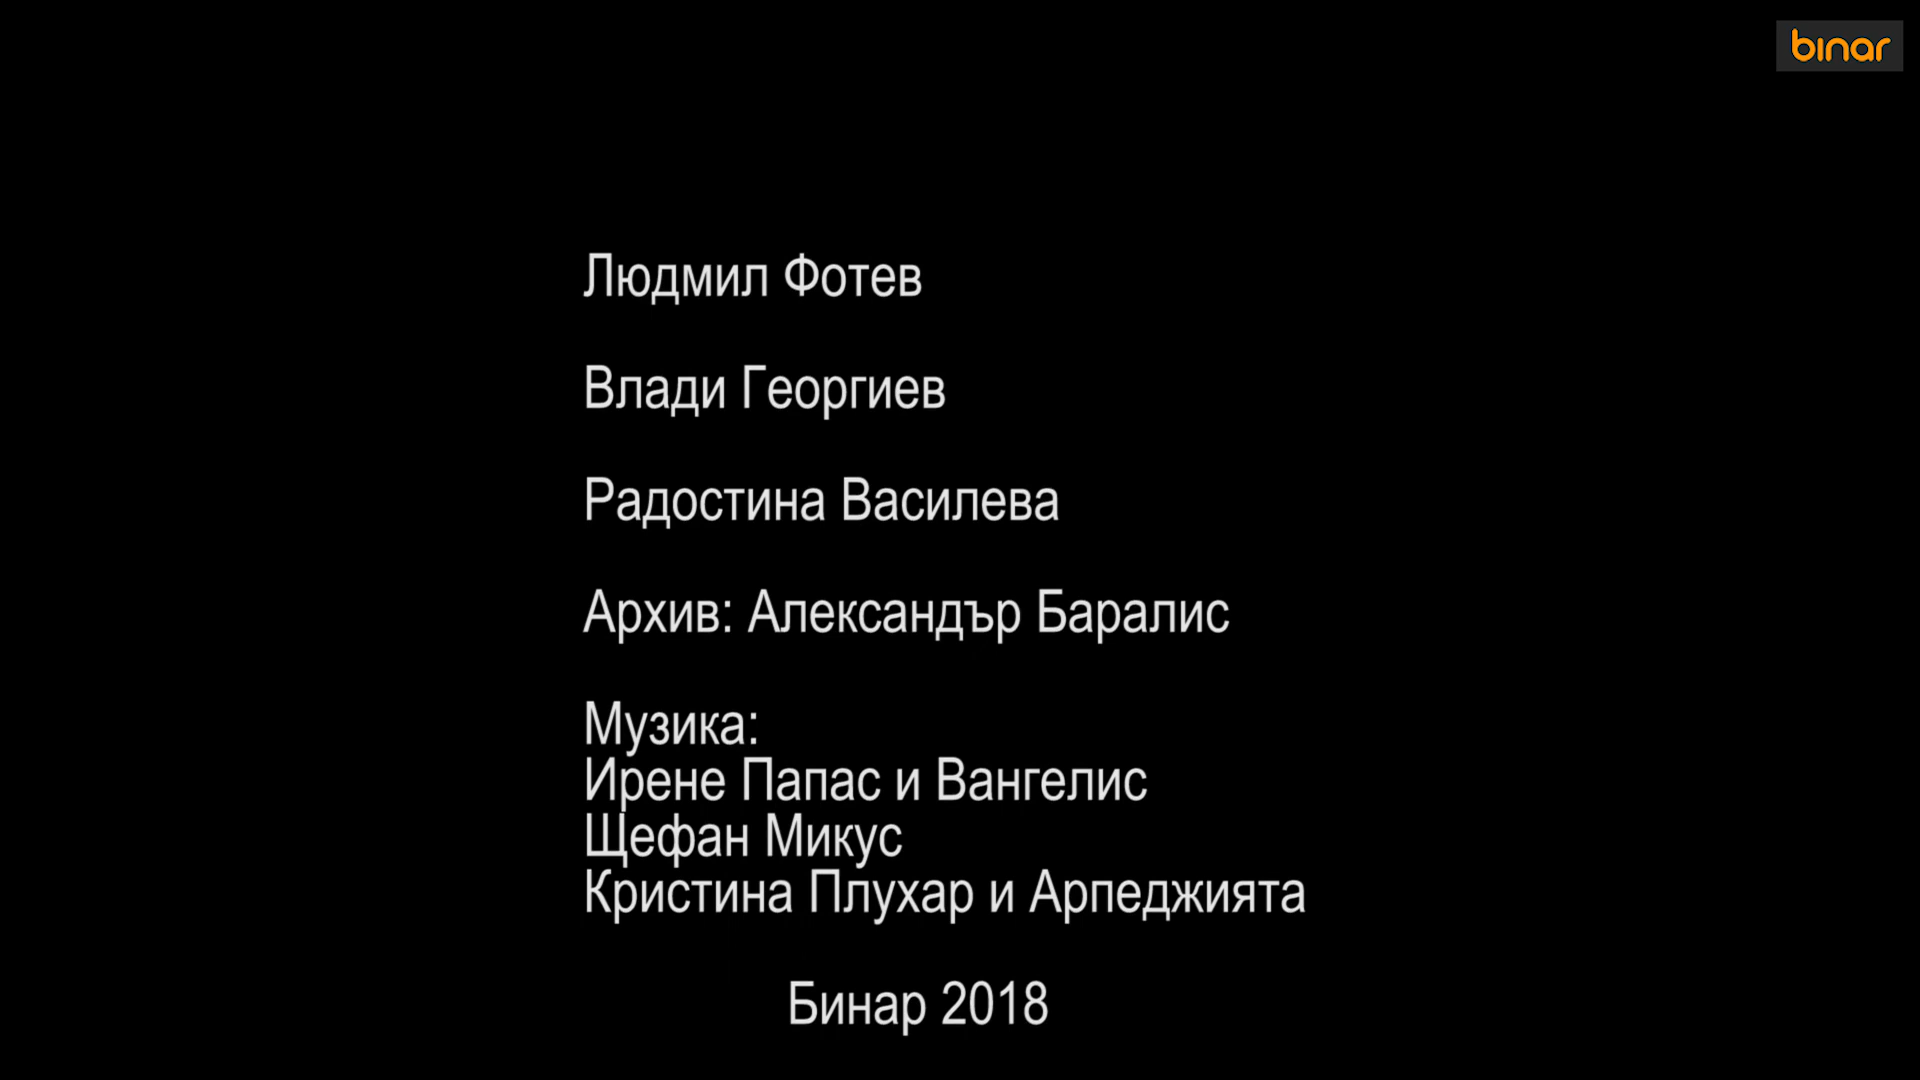 binar
Людмил Фотев
Влади Георгиев
Радостина Василева
Архив: Александър Баралис
Музика:
Ирене Папас и Вангелис
Щефан Микус
Кристина Плухар и Арпеджията
Бинар 2018